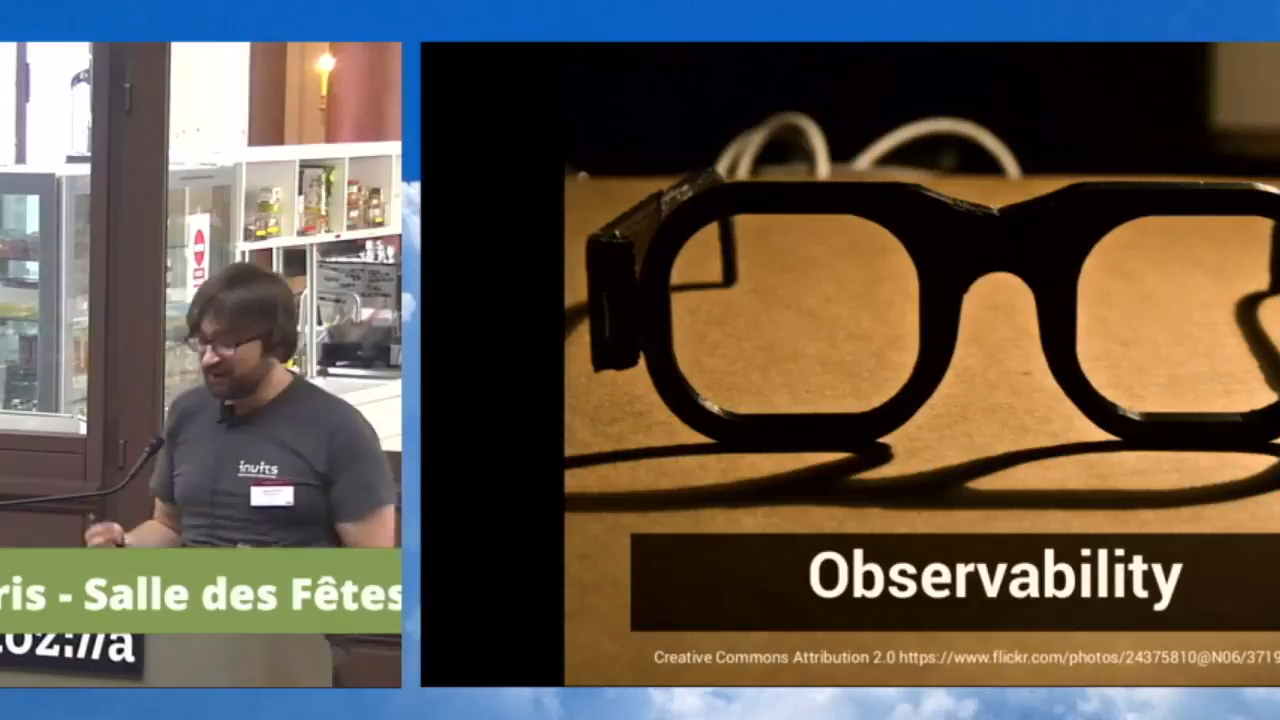 inuits
ris - Salle des Fêtes
moz://a
Observability
Creative Commons Attribution 2.0 https://www.flickr.com/photos/24375810@N06/3719